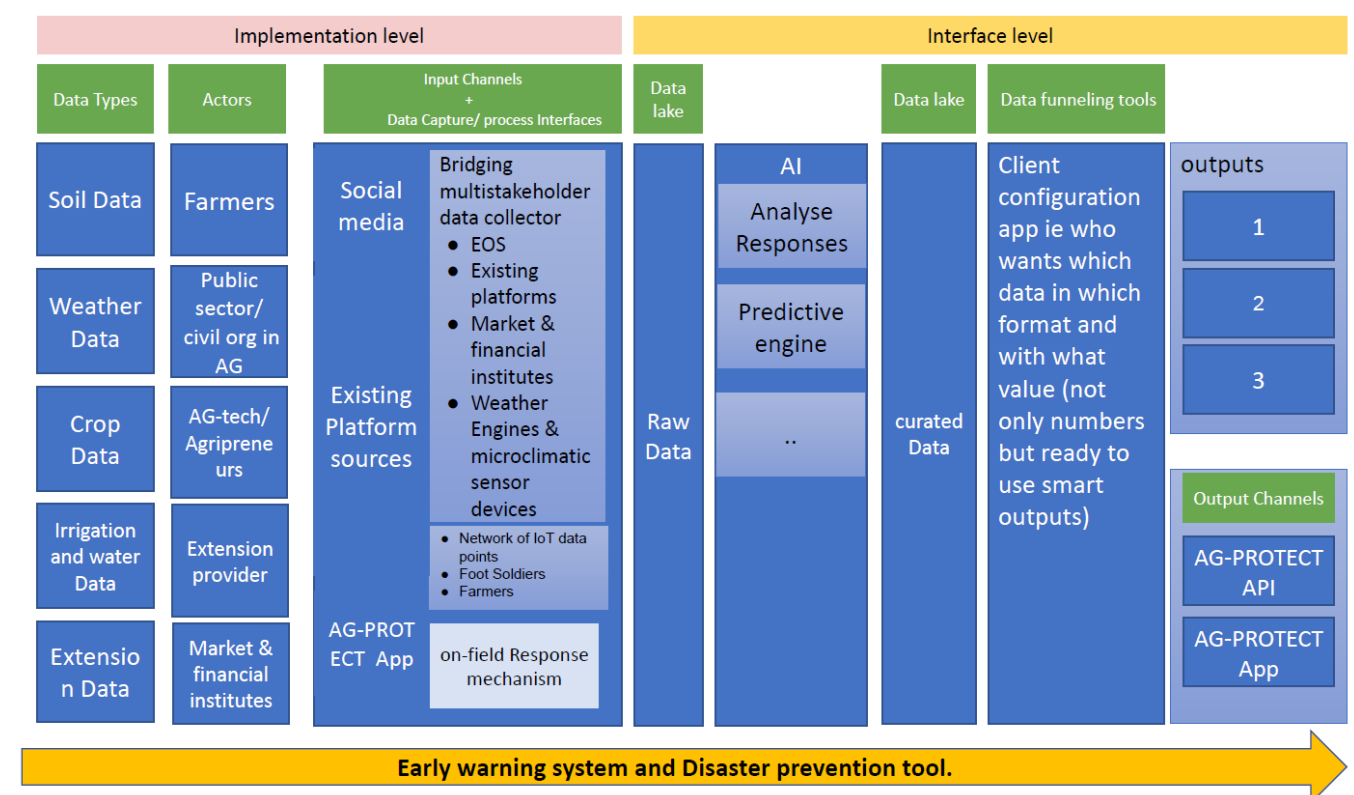 Implementation level
Interface level
Data Types
Actors
Input Channels
+
Data Capture/ process Interfaces
Data
lake
Data lake
Data funneling tools
Soil Data
Weather
Data
Crop
Data
Irrigation
and water
Data
Extensio
n Data
Farmers
Public
sector/
civil org in
AG
AG-tech/
Agriprene
urs
Extension
provider
Market &
financial
institutes
Social
media
Existing
Platform
sources
AG-PROT
ECT App
Bridging
multistakeholder
data collector
● EOS
● Existing
platforms
● Market &
financial
institutes
● Weather
Engines &
microclimatic
sensor
devices
● Network of IoT data
points
● Foot Soldiers
● Farmers
on-field Response
mechanism
Raw
Data
AI
Analyse
Responses
Predictive
engine
..
curated
Data
Client
configuration
app ie who
wants which
data in which
format and
with what
value (not
only numbers
but ready to
use smart
outputs)
outputs
1
2
3
Output Channels
AG-PROTECT
API
AG-PROTECT
App
Early warning system and Disaster prevention tool.